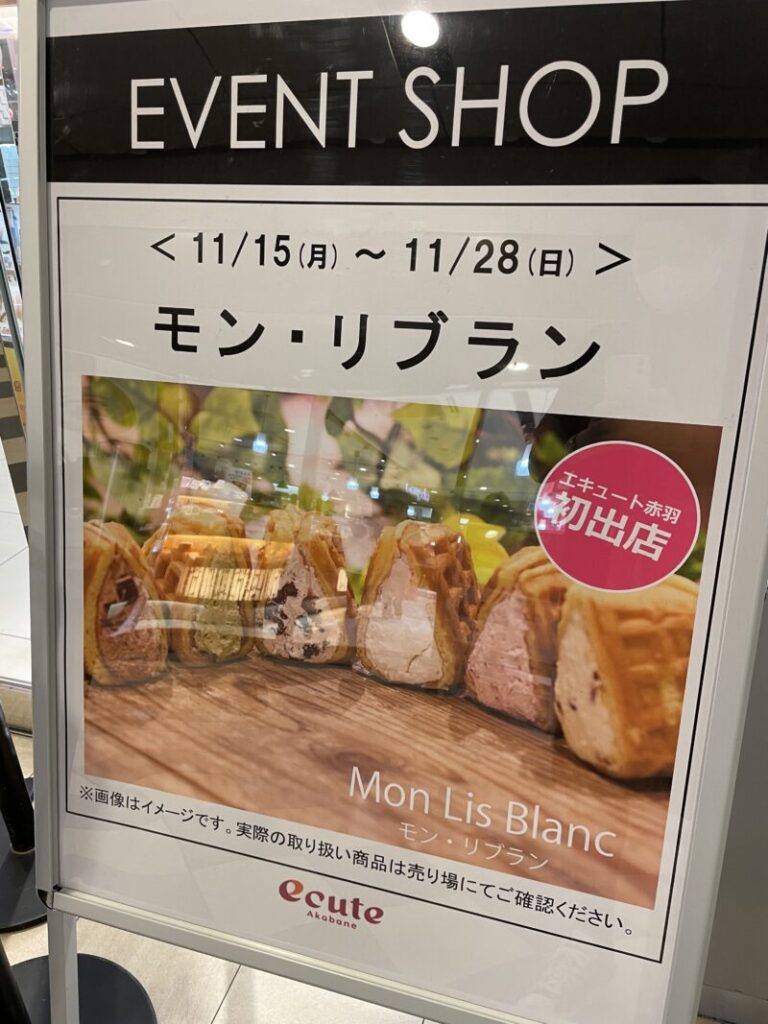 EVENT SHOP
＜ 11/15(月) ～ 11/28(日) ＞
モン・リブラン
エキュート赤羽
初出店
Mon Lis Blanc
モン・リブラン
※画像はイメージです。実際の取り扱い商品は売り場にてご確認ください。
ecute
Akabane